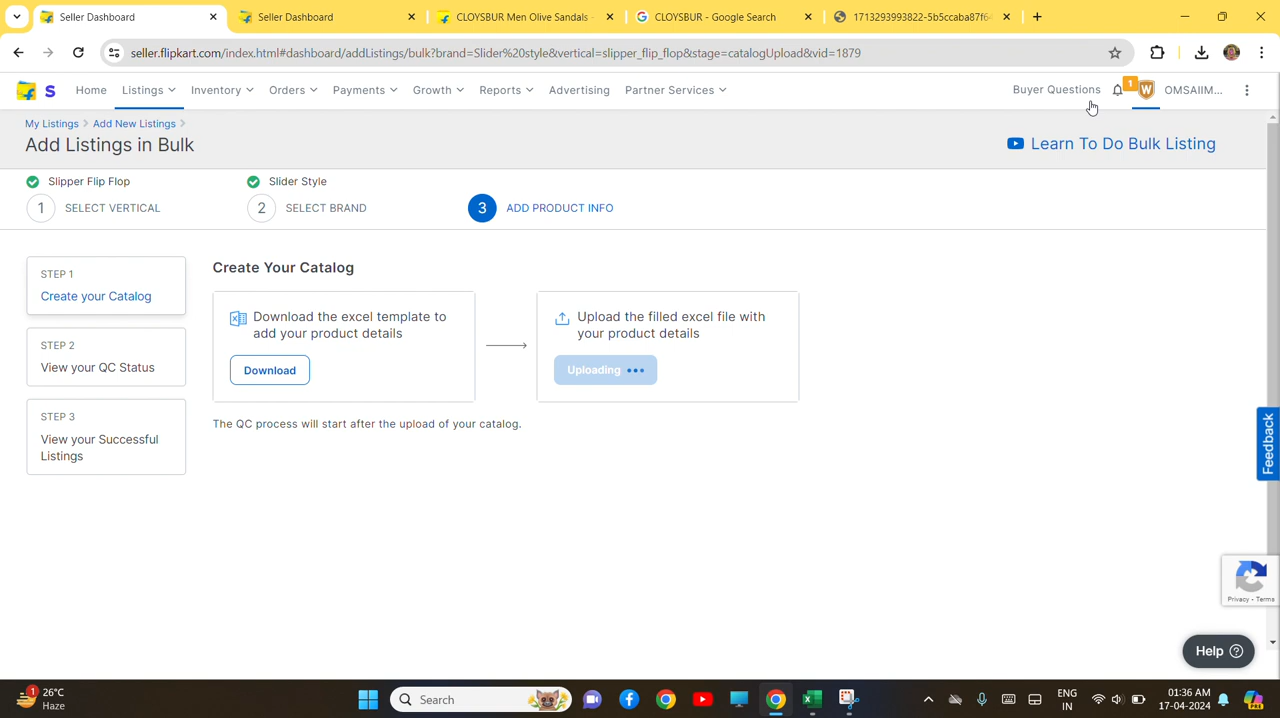 Seller Dashboard
Seller Dashboard
CLOYSBUR Men Olive Sandals -
CLOYSBUR - Google Search
1713293993822-5b5ccaba87f64
seller.flipkart.com/index.html#dashboard/addListings/bulk?brand=Slider%20style&vertical=slipper_flip_flop&stage=catalogUpload&vid=1879
Home Listings Inventory Orders Payments Growth Reports Advertising Partner Services Buyer Questions 1 W OMSAIIM...
My Listings Add New Listings
Add Listings in Bulk
Learn To Do Bulk Listing
Slipper Flip Flop
Slider Style
1 SELECT VERTICAL
2 SELECT BRAND
3 ADD PRODUCT INFO
STEP 1
Create your Catalog
STEP 2
View your QC Status
STEP 3
View your Successful
Listings
Create Your Catalog
Download the excel template to
add your product details
Download
Upload the filled excel file with
your product details
Uploading
The QC process will start after the upload of your catalog.
Feedback
Privacy - Terms
Help
1
26°C
Haze
Search
ENG
IN
01:36 AM
17-04-2024